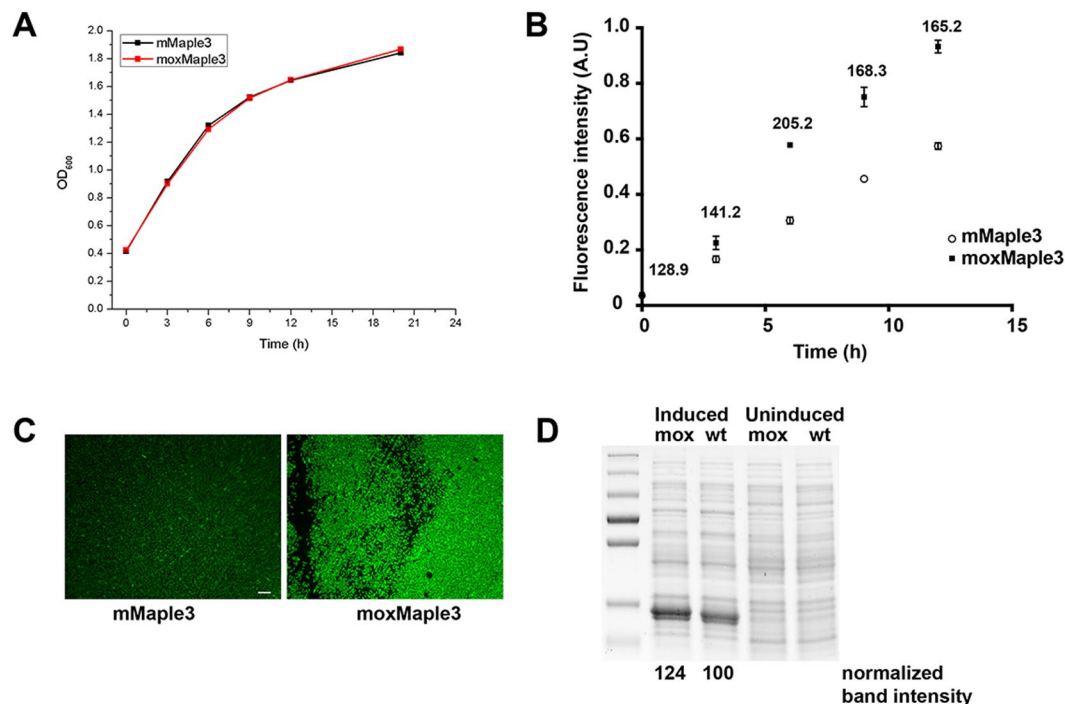 A
mMaple3
moxMaple3
OD600
2.0
1.8
1.6
1.4
1.2
1.0
0.8
0.6
0.4
0.2
0.0
0 3 6 9 12 15 18 21 24
Time (h)
B
Fluorescence intensity (A.U)
1.0
0.8
0.6
0.4
0.2
0
128.9
141.2
205.2
168.3
165.2
mMaple3
moxMaple3
0 5 10 15
Time (h)
C
mMaple3 moxMaple3
D
Induced Uninduced
mox wt mox wt
124 100 normalized
band intensity